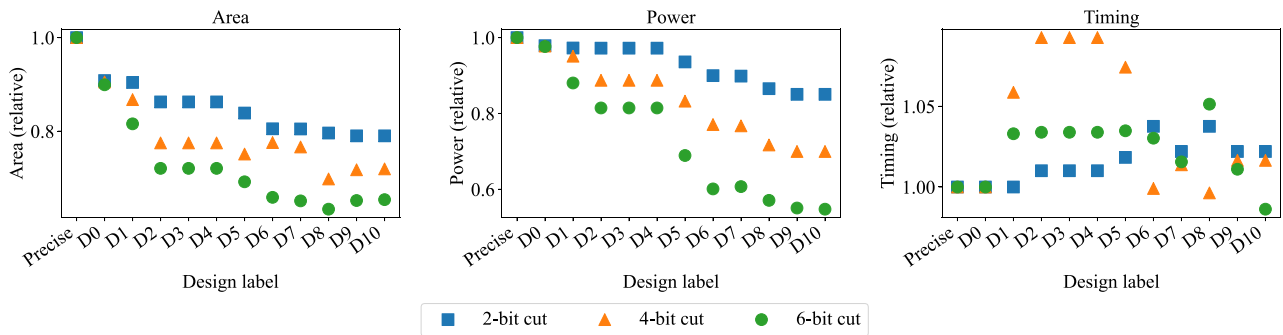 Area
Area (relative)
1.0
0.8
Precise
D0
D1
D2
D3
D4
D5
D6
D7
D8
D9
D10
Design label
Power
Power (relative)
1.0
0.8
0.6
Precise
D0
D1
D2
D3
D4
D5
D6
D7
D8
D9
D10
Design label
Timing
Timing (relative)
1.05
1.00
Precise
D0
D1
D2
D3
D4
D5
D6
D7
D8
D9
D10
Design label
2-bit cut
4-bit cut
6-bit cut